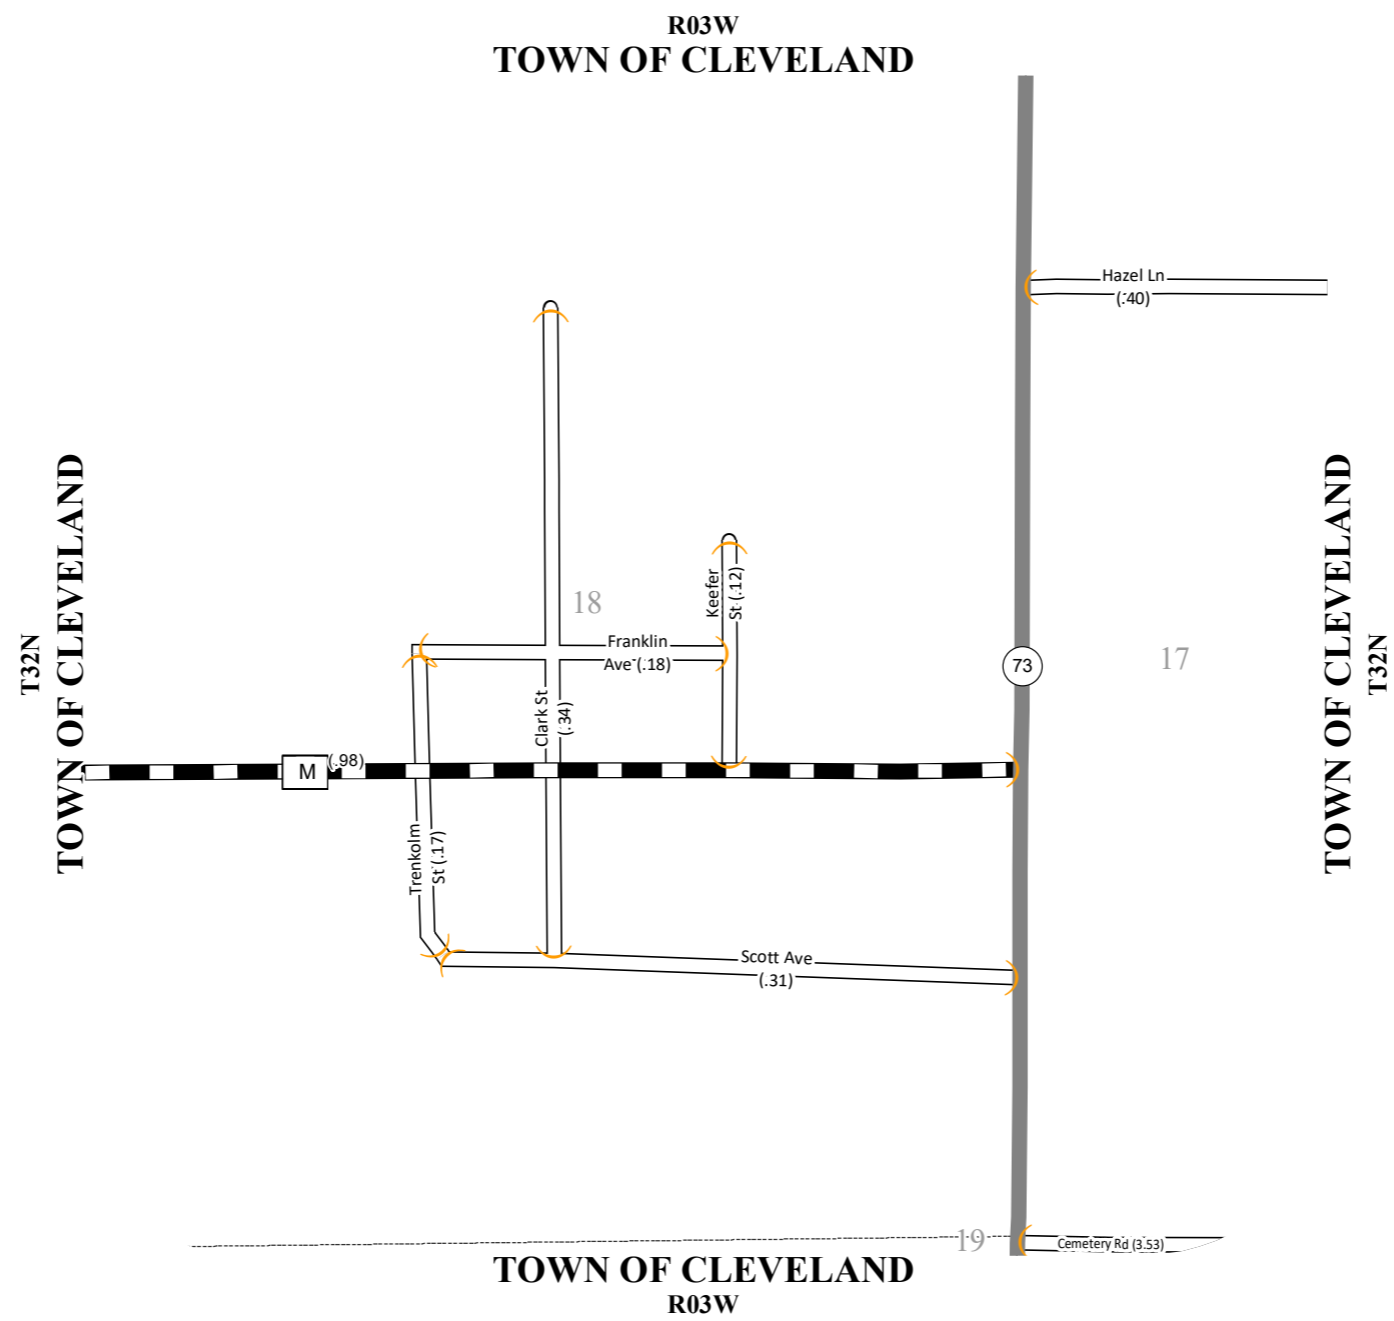 R03W
TOWN OF CLEVELAND
Hazel Ln
(.40)
TOWN OF CLEVELAND
T32N
18
Keefer
St (.12)
Franklin
Ave (.18)
73
17
TOWN OF CLEVELAND
T32N
Clark St
(.34)
M
(.98)
Trenkolm
St (.17)
Scott Ave
(.31)
19
Cemetery Rd (3.53)
TOWN OF CLEVELAND
R03W